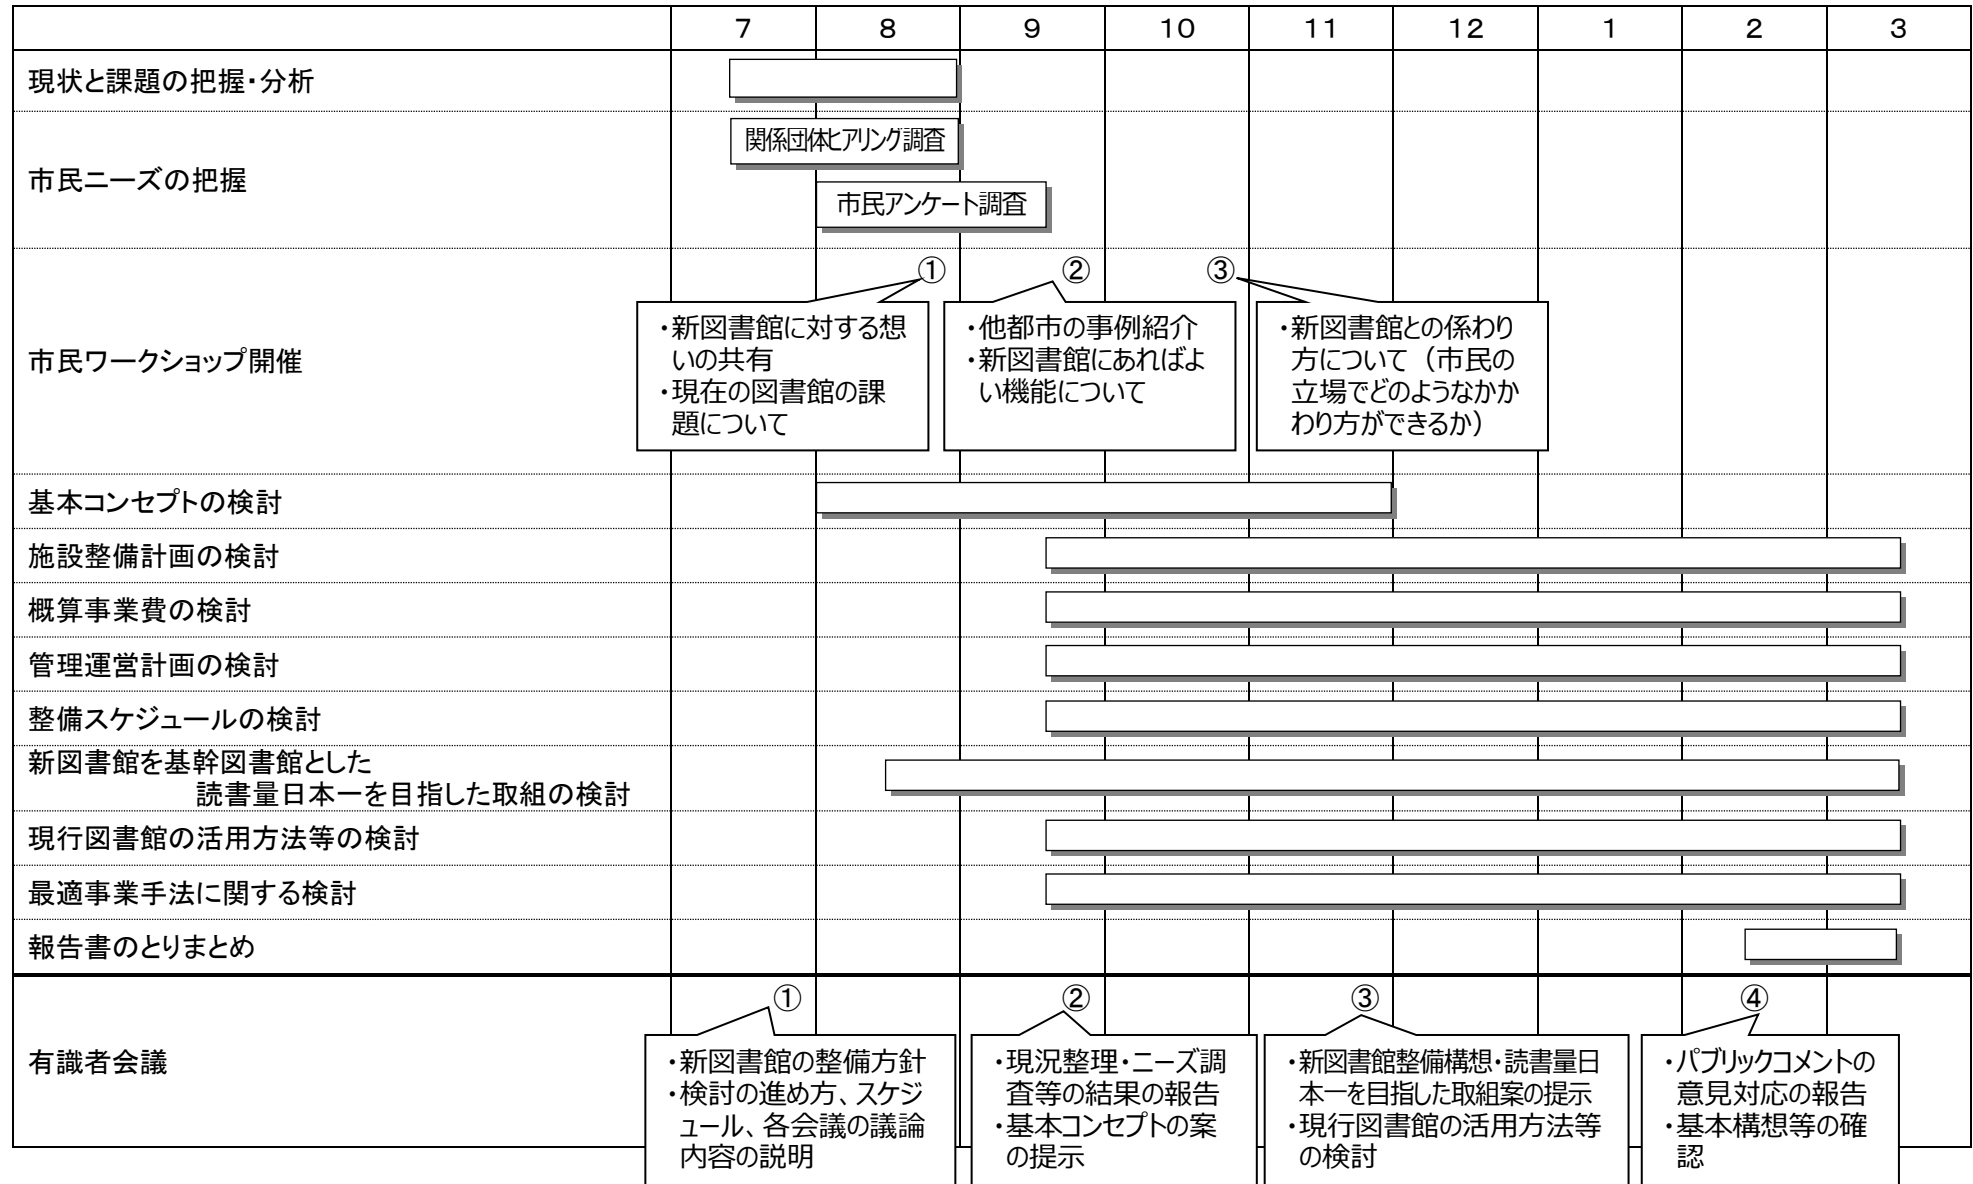 7 8 9 10 11 12 1 2 3
現状と課題の把握・分析
市民ニーズの把握
関係団体ヒアリング調査
市民アンケート調査
市民ワークショップ開催
①
・新図書館に対する想
いの共有
・現在の図書館の課
題について
②
・他都市の事例紹介
・新図書館にあればよ
い機能について
③
・新図書館との係わり
方について（市民の
立場でどのようなかか
わり方ができるか）
基本コンセプトの検討
施設整備計画の検討
概算事業費の検討
管理運営計画の検討
整備スケジュールの検討
新図書館を基幹図書館とした
読書量日本一を目指した取組の検討
現行図書館の活用方法等の検討
最適事業手法に関する検討
報告書のとりまとめ
有識者会議
①
・新図書館の整備方針
・検討の進め方、スケジ
ュール、各会議の議論
内容の説明
②
・現況整理・ニーズ調
査等の結果の報告
・基本コンセプトの案
の提示
③
・新図書館整備構想・読書量日
本一を目指した取組案の提示
・現行図書館の活用方法等
の検討
④
・パブリックコメントの
意見対応の報告
・基本構想等の確
認